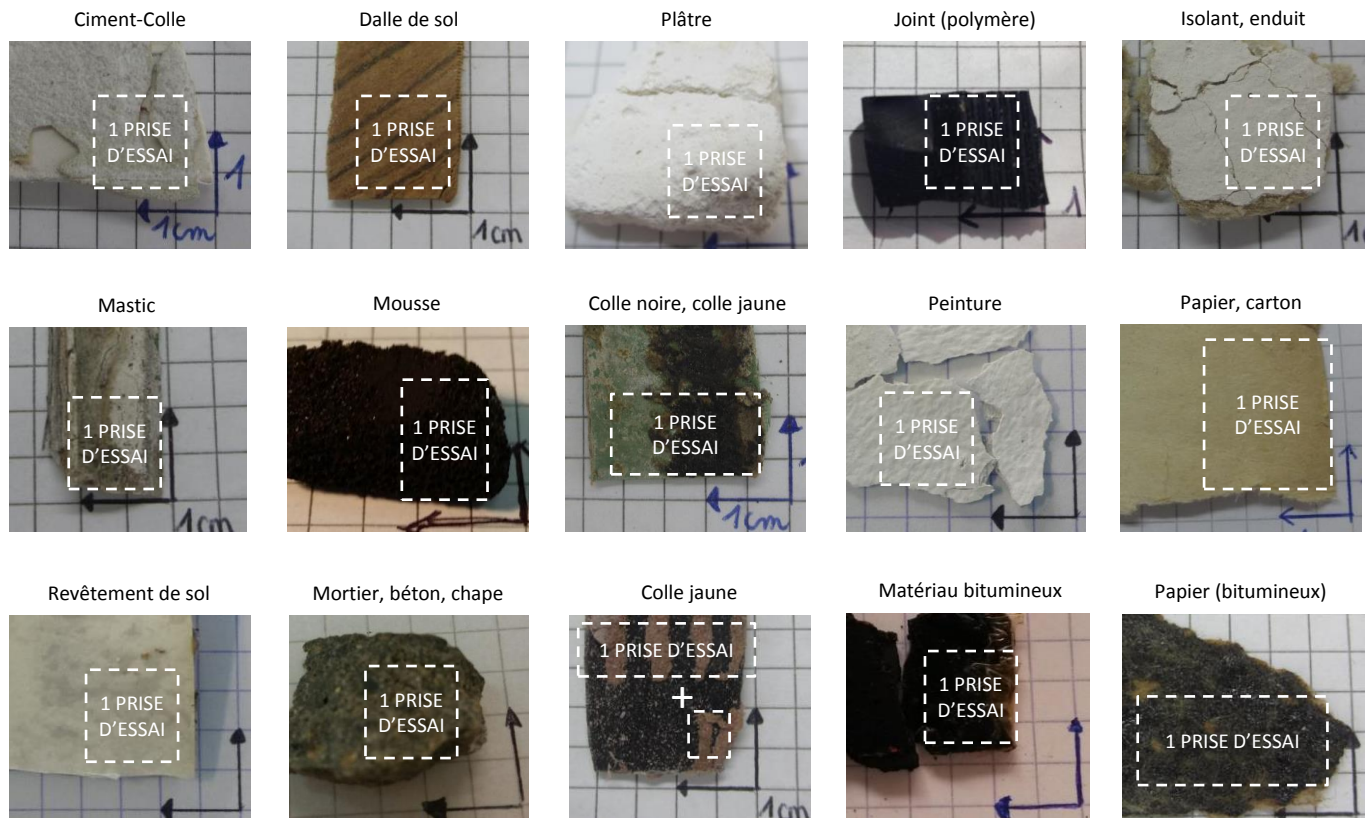 Ciment-Colle
Dalle de sol
Plâtre
Joint (polymère)
Isolant, enduit
1 PRISE
D'ESSAI
1cm
1
1 PRISE
D'ESSAI
1cm
1 PRISE
D'ESSAI
1 PRISE
D'ESSAI
1
1 PRISE
D'ESSAI
Mastic
Mousse
Colle noire, colle jaune
Peinture
Papier, carton
1 PRISE
D'ESSAI
1cm
1 PRISE
D'ESSAI
1 PRISE
D'ESSAI
1cm
1 PRISE
D'ESSAI
1 PRISE
D'ESSAI
Revêtement de sol
Mortier, béton, chape
Colle jaune
Matériau bitumineux
Papier (bitumineux)
1 PRISE
D'ESSAI
1 PRISE
D'ESSAI
1 PRISE D'ESSAI
+
1cm
1 PRISE
D'ESSAI
1 PRISE D'ESSAI